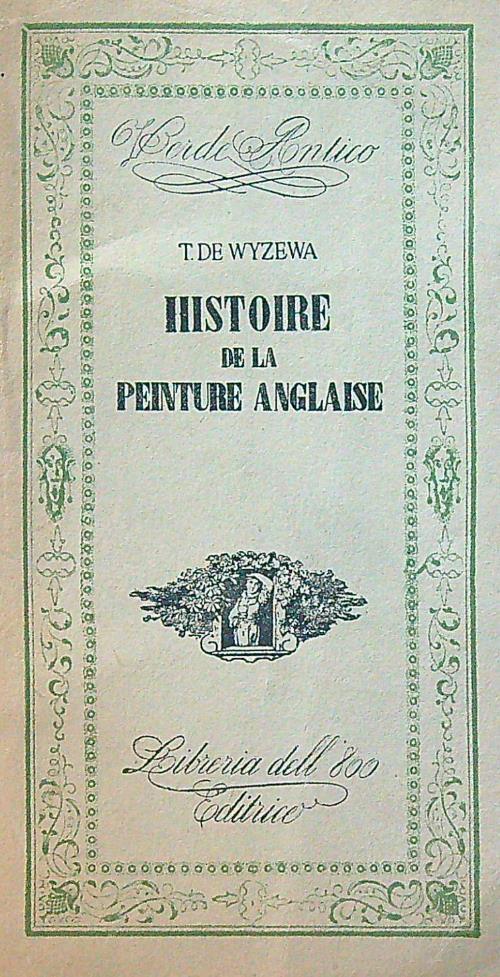 Verde Antico
T. DE WYZEWA
HISTOIRE
DE LA
PEINTURE ANGLAISE
Libreria dell' 800
Editrice